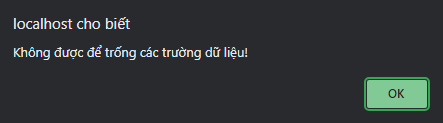 localhost cho biết
Không được để trống các trường dữ liệu!
OK